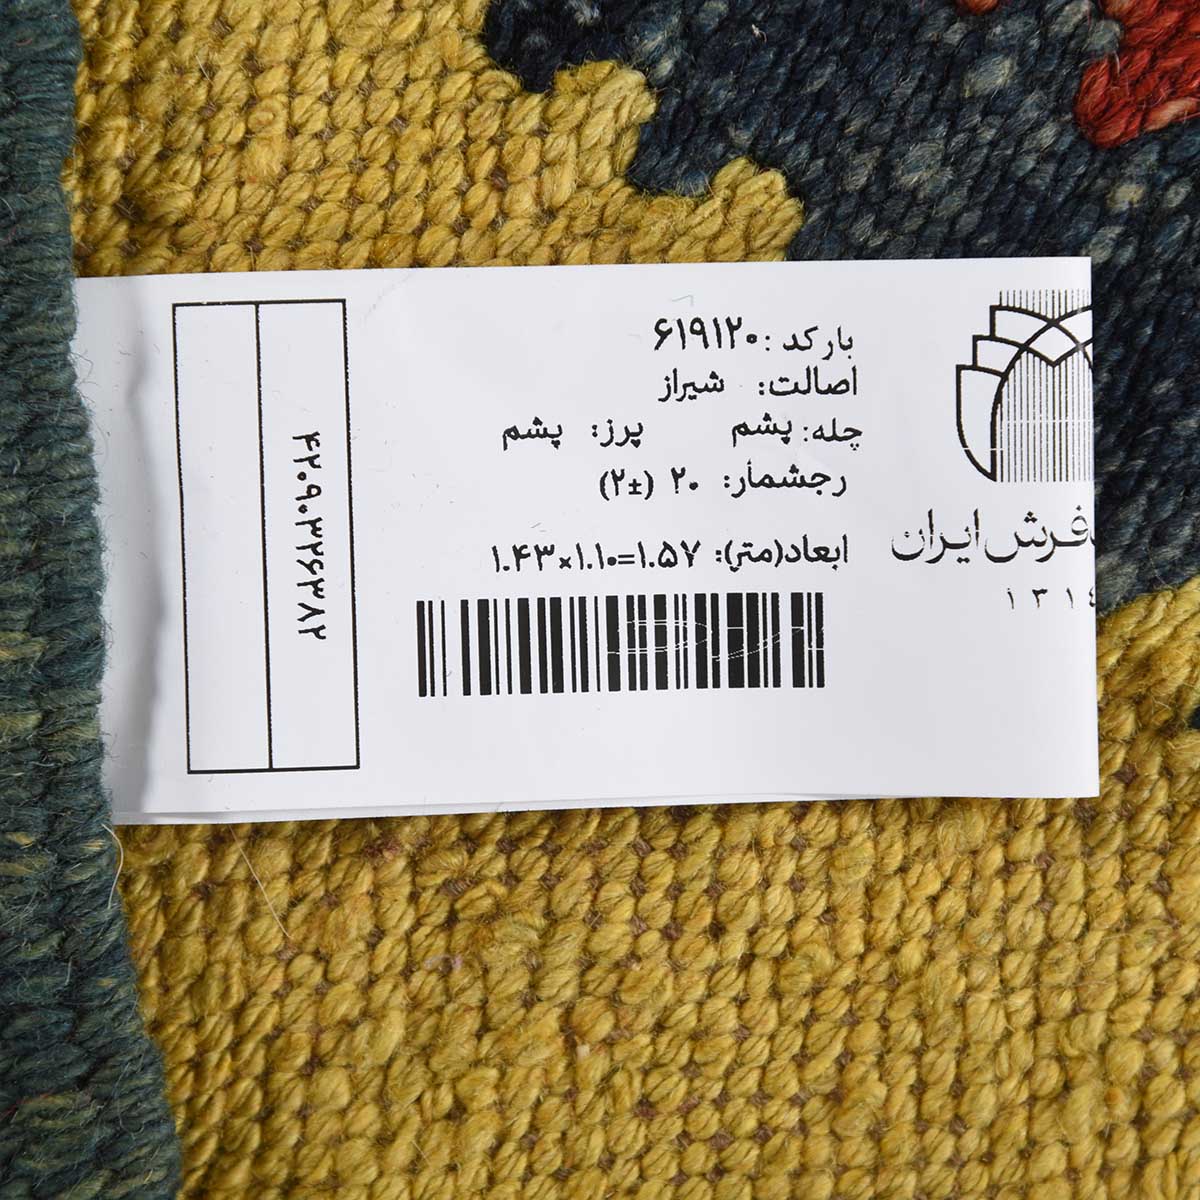 بارکد : ۶۱۹۱۲۰
اصالت: شیراز
چله: پشم پرز: پشم
رجشمار: ۲۰ (±۲)
ابعاد(متر): ۱.۴۳×۱.۱۰=۱.۵۷
فرش ایران
۱۳۱٤
۴۲۰۹۰۳۲۶۳۸۲